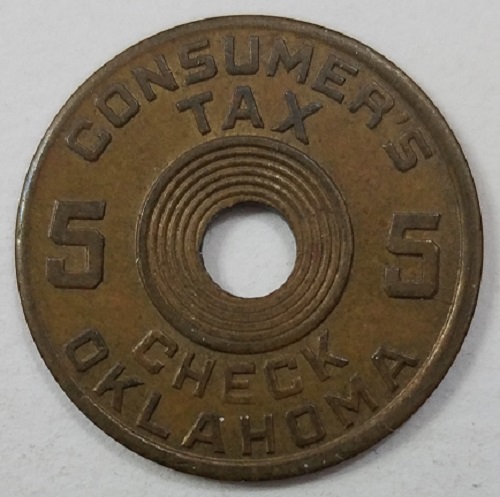 CONSUMER'S
TAX
5 5
CHECK
OKLAHOMA